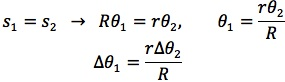 s₁ = s₂ → Rθ₁ = rθ₂, θ₁ = rθ₂/R
Δθ₁ = rΔθ₂/R